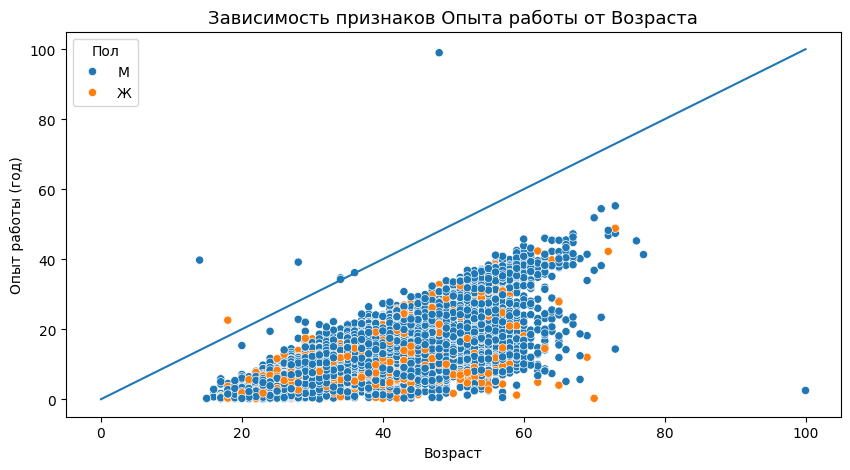 Зависимость признаков Опыта работы от Возраста
Пол
М
Ж
Опыт работы (год)
100
80
60
40
20
0
0 20 40 60 80 100
Возраст